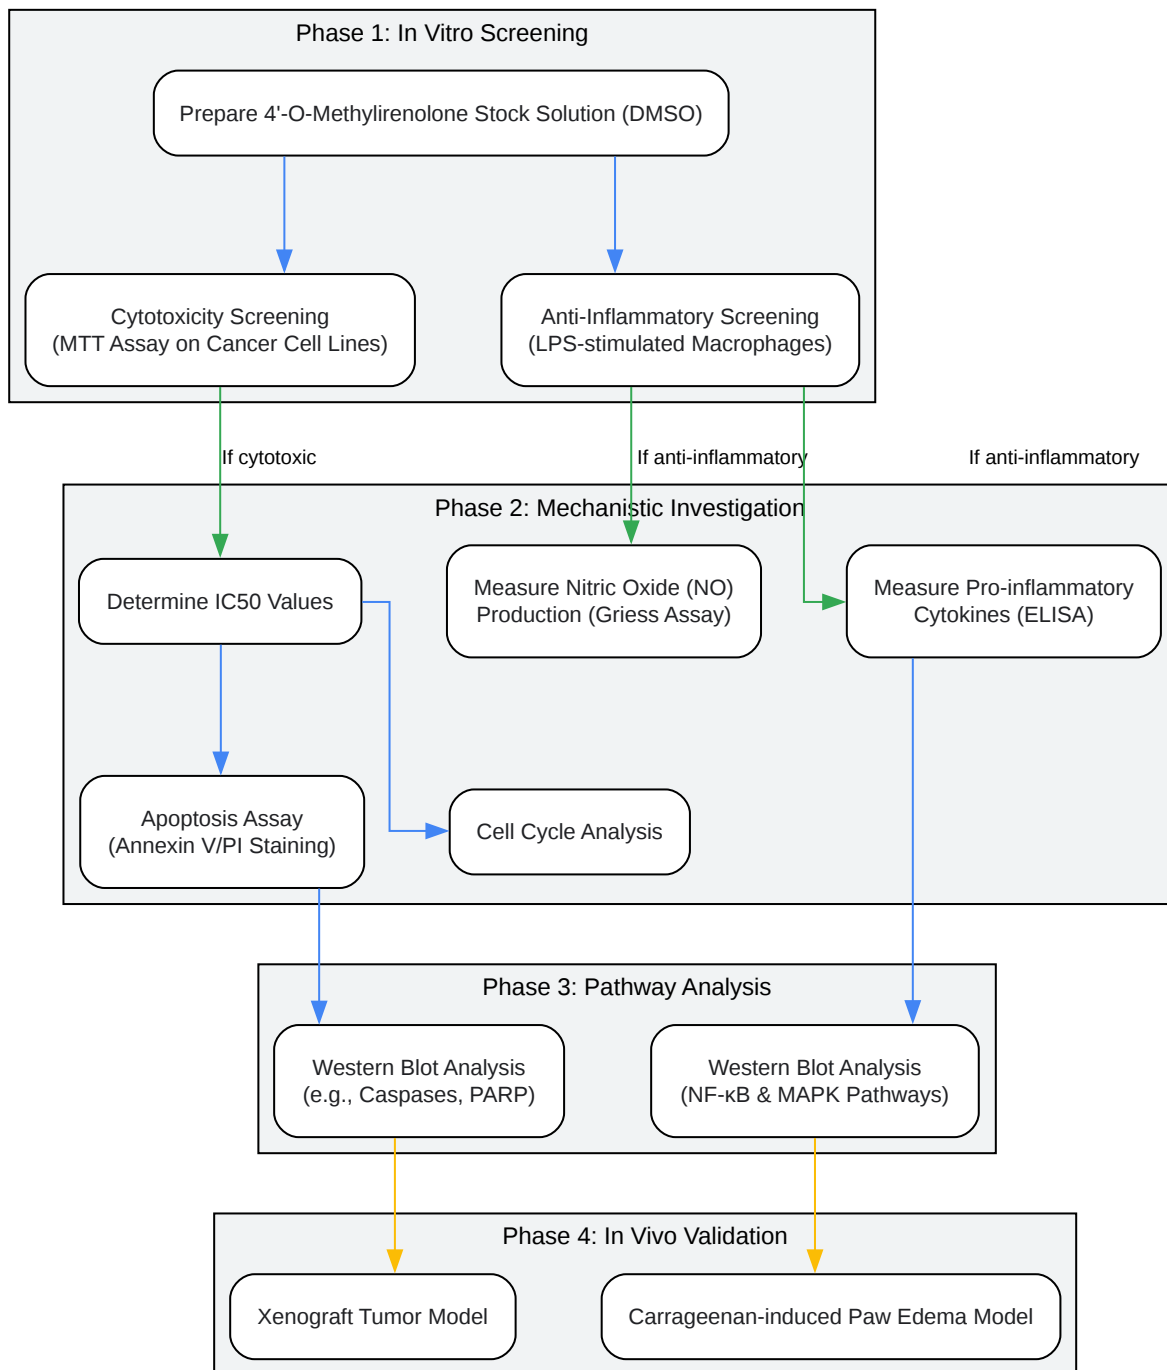 Phase 1: In Vitro Screening
Prepare 4'-O-Methylirenolone Stock Solution (DMSO)
Cytotoxicity Screening
(MTT Assay on Cancer Cell Lines)
Anti-Inflammatory Screening
(LPS-stimulated Macrophages)
If cytotoxic
If anti-inflammatory
If anti-inflammatory
Phase 2: Mechanistic Investigation
Determine IC50 Values
Measure Nitric Oxide (NO)
Production (Griess Assay)
Measure Pro-inflammatory
Cytokines (ELISA)
Apoptosis Assay
(Annexin V/PI Staining)
Cell Cycle Analysis
Phase 3: Pathway Analysis
Western Blot Analysis
(e.g., Caspases, PARP)
Western Blot Analysis
(NF-κB & MAPK Pathways)
Phase 4: In Vivo Validation
Xenograft Tumor Model
Carrageenan-induced Paw Edema Model